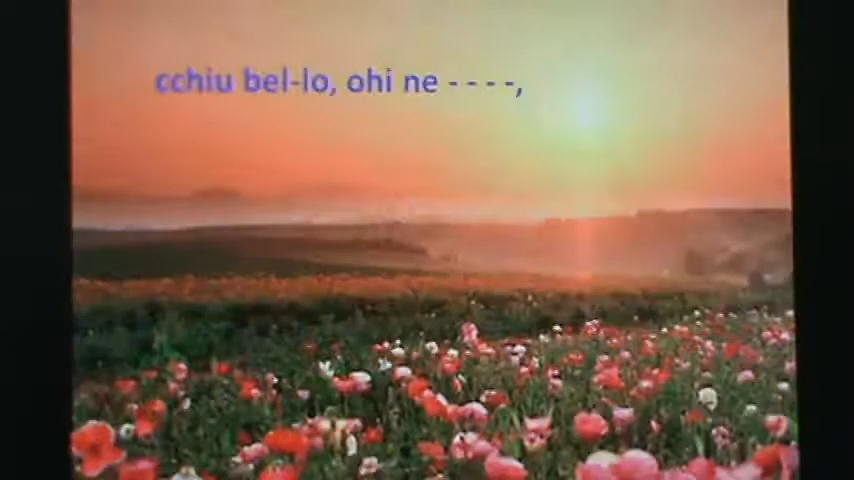 cchiu bel-lo, ohi ne - - - -,